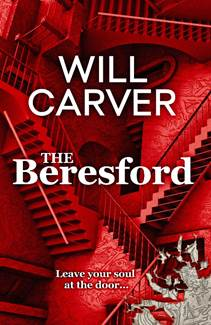 WILL
CARVER
THE
Beresford
Leave your soul
at the door...